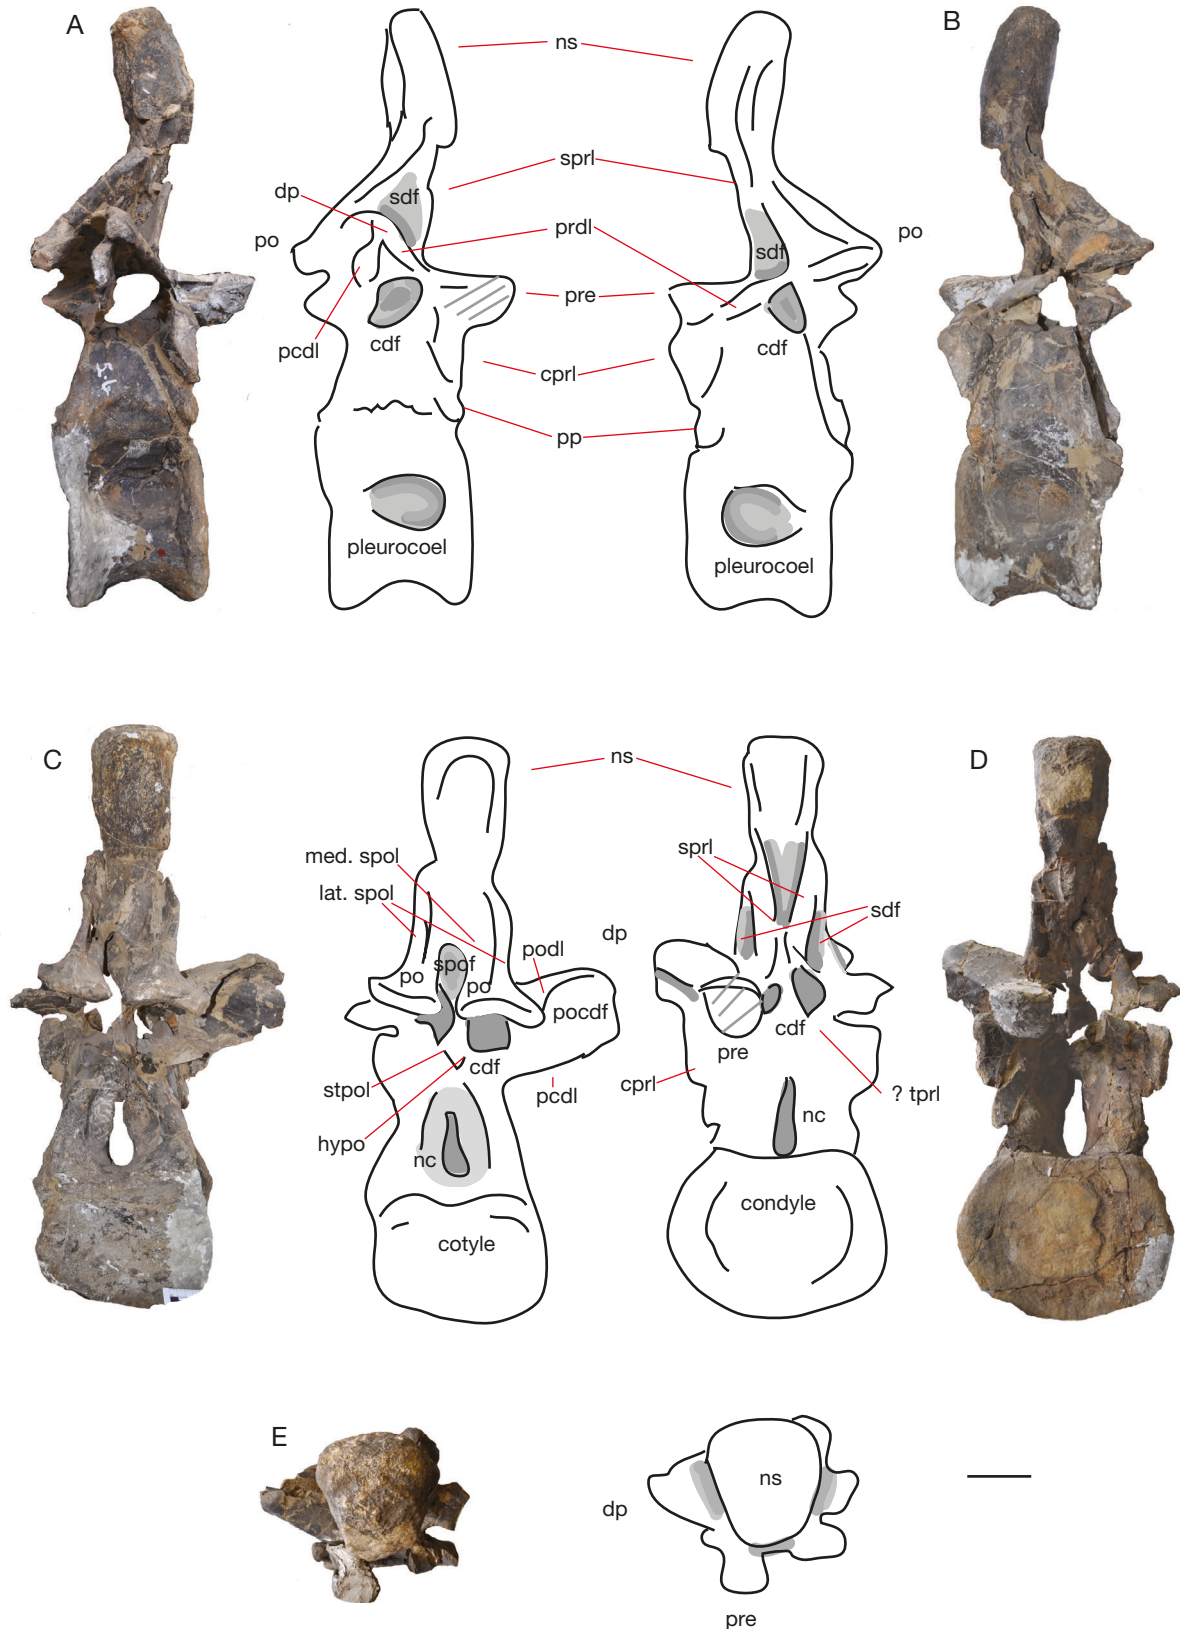 A
B
ns
sprl
dp
sdf
po
prdl
sdf
po
pre
pcdl
cdf
cdf
cprl
pp
pleurocoel
pleurocoel
C
D
ns
med. spol
sprl
lat. spol
sdf
dp
podl
po
spof
po
pocdf
cdf
pre
cdf
stpol
pcdl
cprl
? tprl
hypo
nc
nc
cotyle
condyle
E
ns
dp
pre